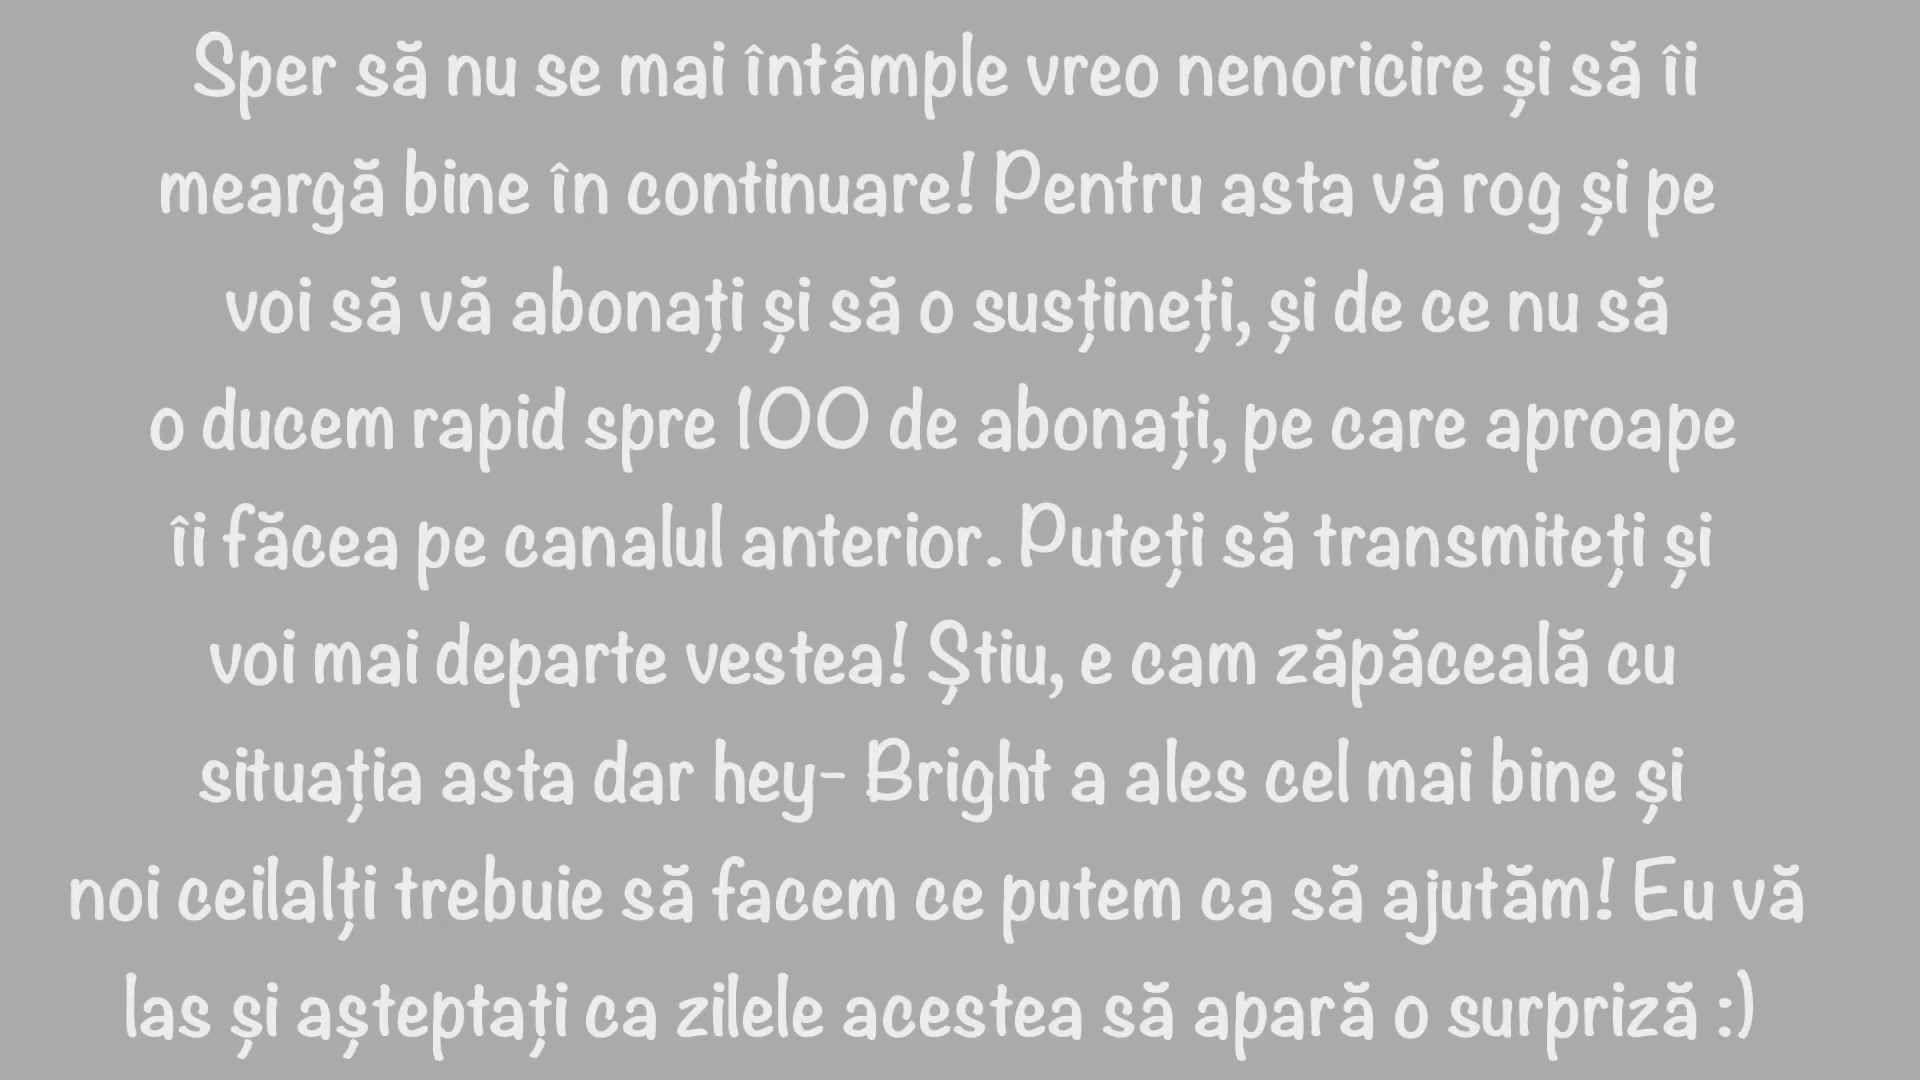 Sper să nu se mai întâmple vreo nenoricire și să îi
meargă bine în continuare! Pentru asta vă rog și pe
voi să vă abonați și să o susțineți, și de ce nu să
o ducem rapid spre 100 de abonați, pe care aproape
îi făcea pe canalul anterior. Puteți să transmiteți și
voi mai departe vestea! Știu, e cam zăpăceală cu
situația asta dar hey- Bright a ales cel mai bine și
noi ceilalți trebuie să facem ce putem ca să ajutăm! Eu vă
las și așteptați ca zilele acestea să apară o surpriză :)